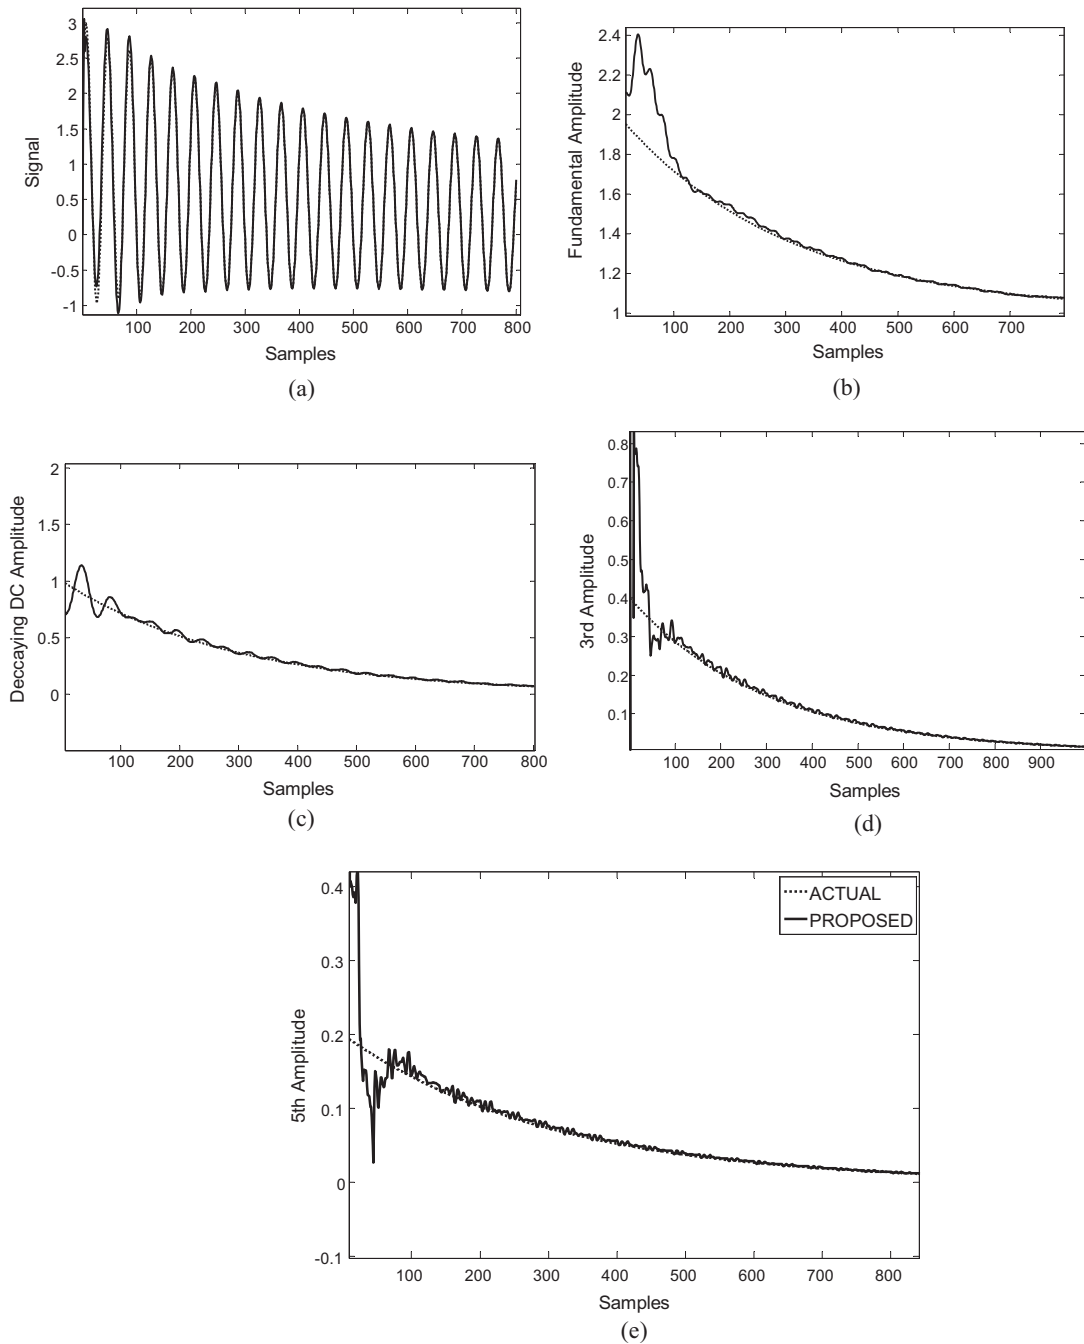 3
2.5
2
1.5
1
0.5
0
-0.5
-1
Signal
100 200 300 400 500 600 700 800
Samples
(a)
2.4
2.2
2
1.8
1.6
1.4
1.2
1
Fundamental Amplitude
100 200 300 400 500 600 700
Samples
(b)
2
1.5
1
0.5
0
Deccaying DC Amplitude
100 200 300 400 500 600 700 800
Samples
(c)
0.8
0.7
0.6
0.5
0.4
0.3
0.2
0.1
3rd Amplitude
100 200 300 400 500 600 700 800 900
Samples
(d)
0.4
0.3
0.2
0.1
0
-0.1
5th Amplitude
ACTUAL
PROPOSED
100 200 300 400 500 600 700 800
Samples
(e)